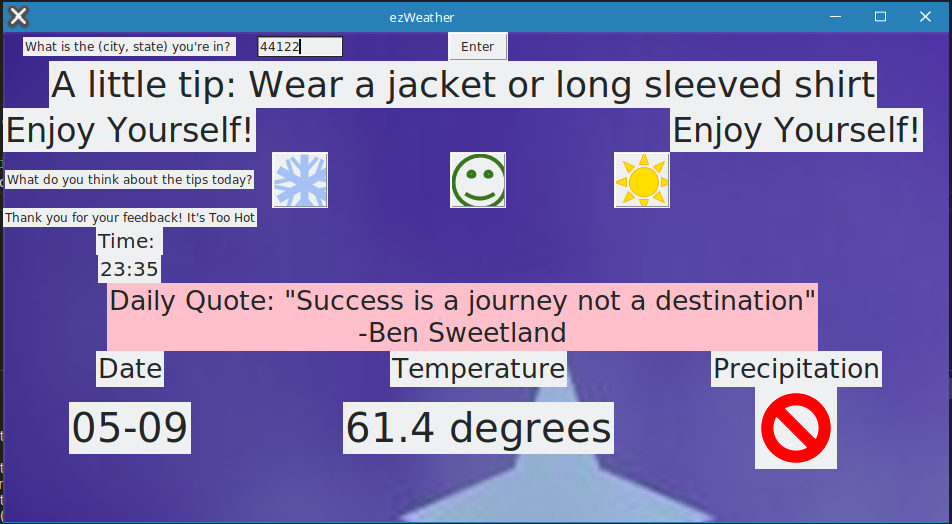 ezWeather
What is the (city, state) you're in? 44122 Enter
A little tip: Wear a jacket or long sleeved shirt
Enjoy Yourself! Enjoy Yourself!
What do you think about the tips today?
Thank you for your feedback! It's Too Hot
Time:
23:35
Daily Quote: "Success is a journey not a destination"
-Ben Sweetland
Date Temperature Precipitation
05-09 61.4 degrees